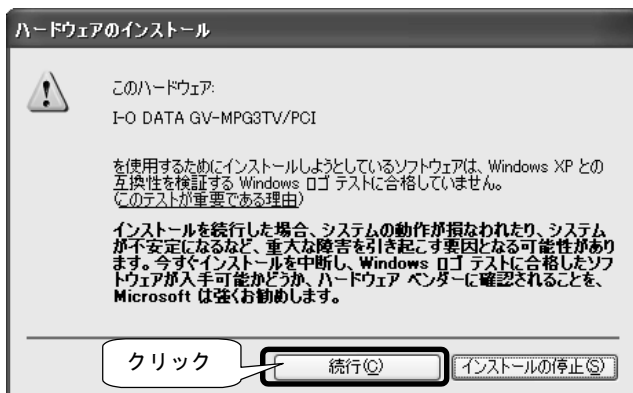 ハードウェアのインストール
このハードウェア:
I-O DATA GV-MPG3TV/PCI
を使用するためにインストールしようとしているソフトウェアは、Windows XP との
互換性を検証する Windows ロゴ テストに合格していません。
(このテストが重要である理由)
インストールを続行した場合、システムの動作が損なわれたり、システム
が不安定になるなど、重大な障害を引き起こす要因となる可能性があり
ます。今すぐインストールを中断し、Windows ロゴ テストに合格したソフ
トウェアが入手可能かどうか、ハードウェア ベンダーに確認されることを、
Microsoft は強くお勧めします。
クリック
続行(C)
インストールの停止(S)